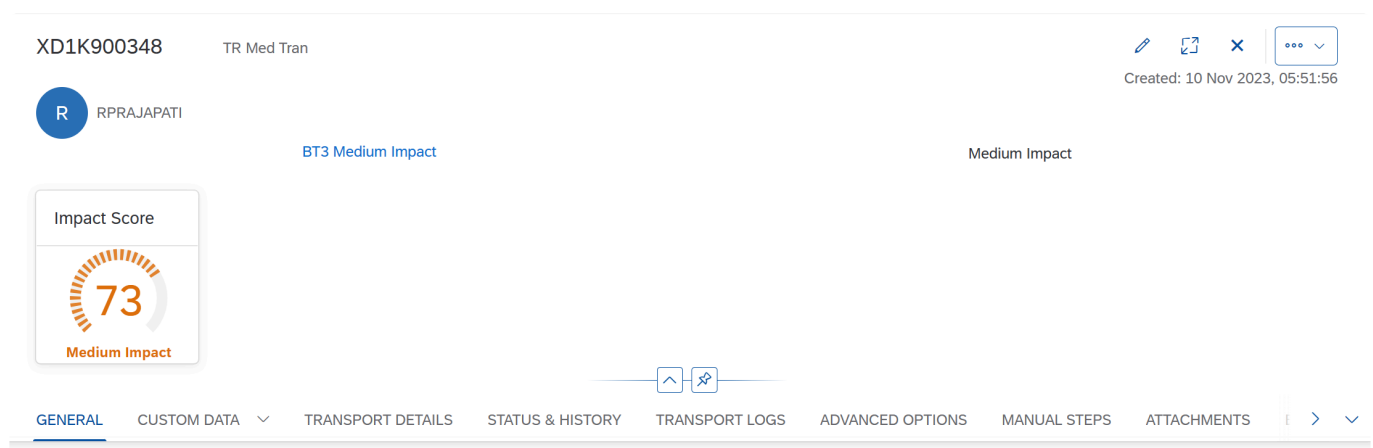 XD1K900348 TR Med Tran
Created: 10 Nov 2023, 05:51:56
R RPRAJAPATI
BT3 Medium Impact Medium Impact
Impact Score
73
Medium Impact
GENERAL CUSTOM DATA TRANSPORT DETAILS STATUS & HISTORY TRANSPORT LOGS ADVANCED OPTIONS MANUAL STEPS ATTACHMENTS